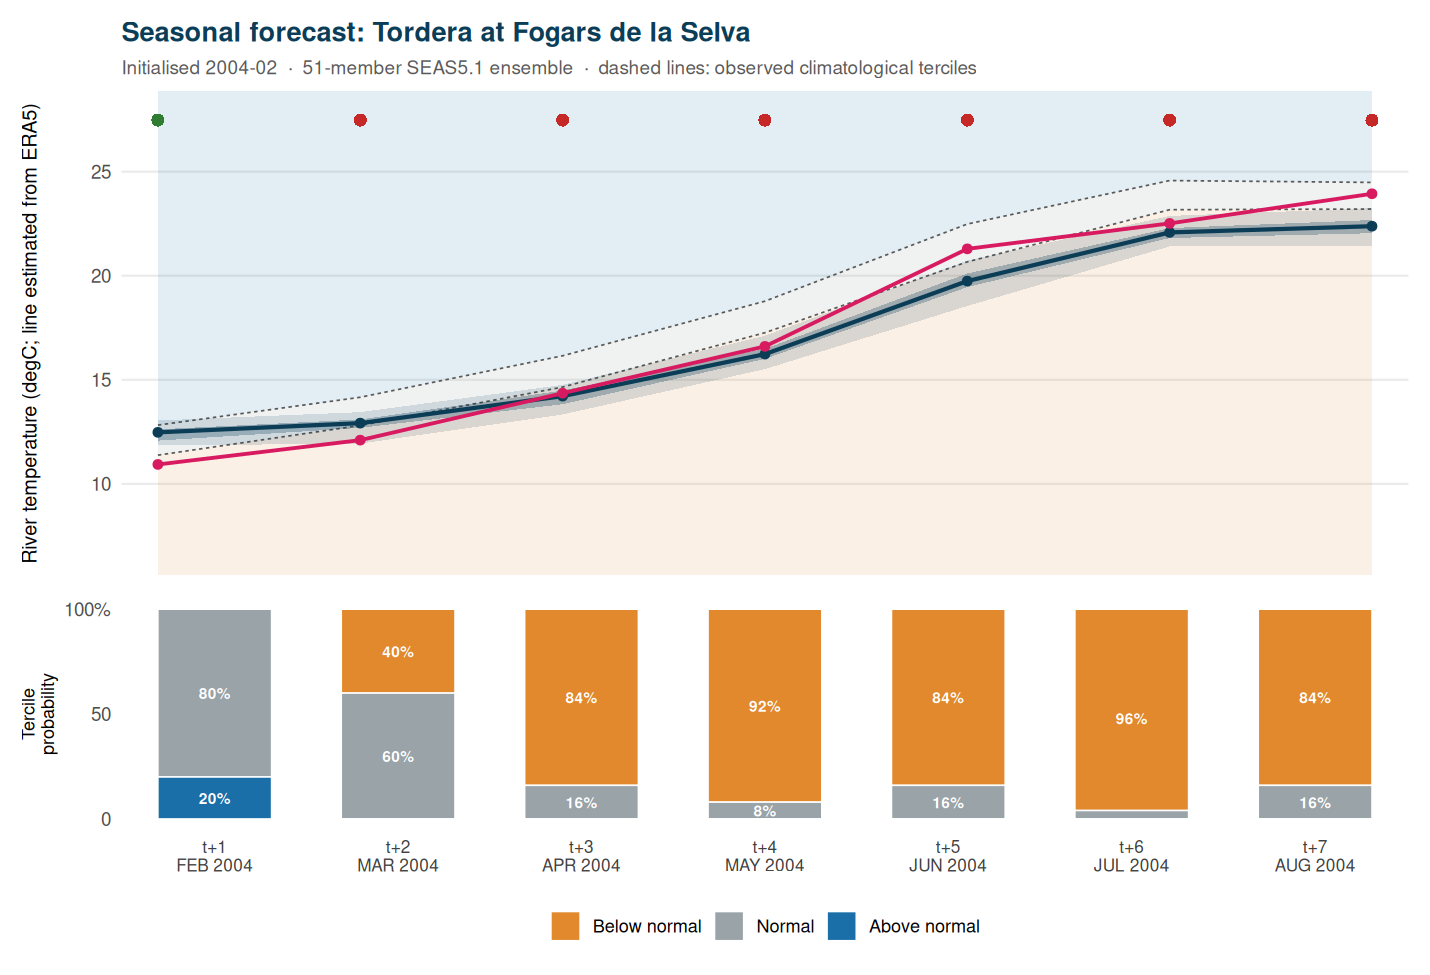 Seasonal forecast: Tordera at Fogars de la Selva
Initialised 2004-02 · 51-member SEAS5.1 ensemble · dashed lines: observed climatological terciles
River temperature (degC; line estimated from ERA5)
25
20
15
10
Tercile
probability
100%
50
0
80%
20%
40%
60%
84%
16%
92%
8%
84%
16%
96%
84%
16%
t+1
FEB 2004
t+2
MAR 2004
t+3
APR 2004
t+4
MAY 2004
t+5
JUN 2004
t+6
JUL 2004
t+7
AUG 2004
Below normal
Normal
Above normal